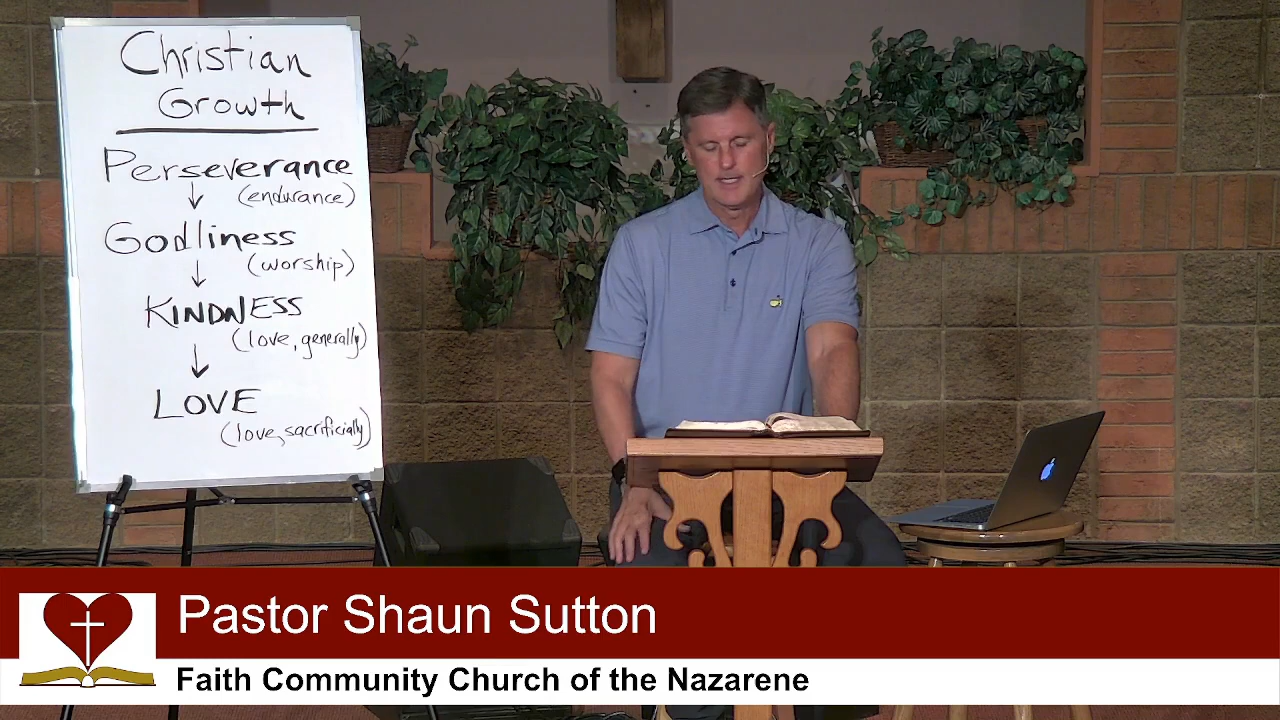 Christian
Growth
Perseverance
(endurance)
Godliness
(worship)
KINDNESS
(love, generally)
LOVE
(love, sacrificially)
Pastor Shaun Sutton
Faith Community Church of the Nazarene